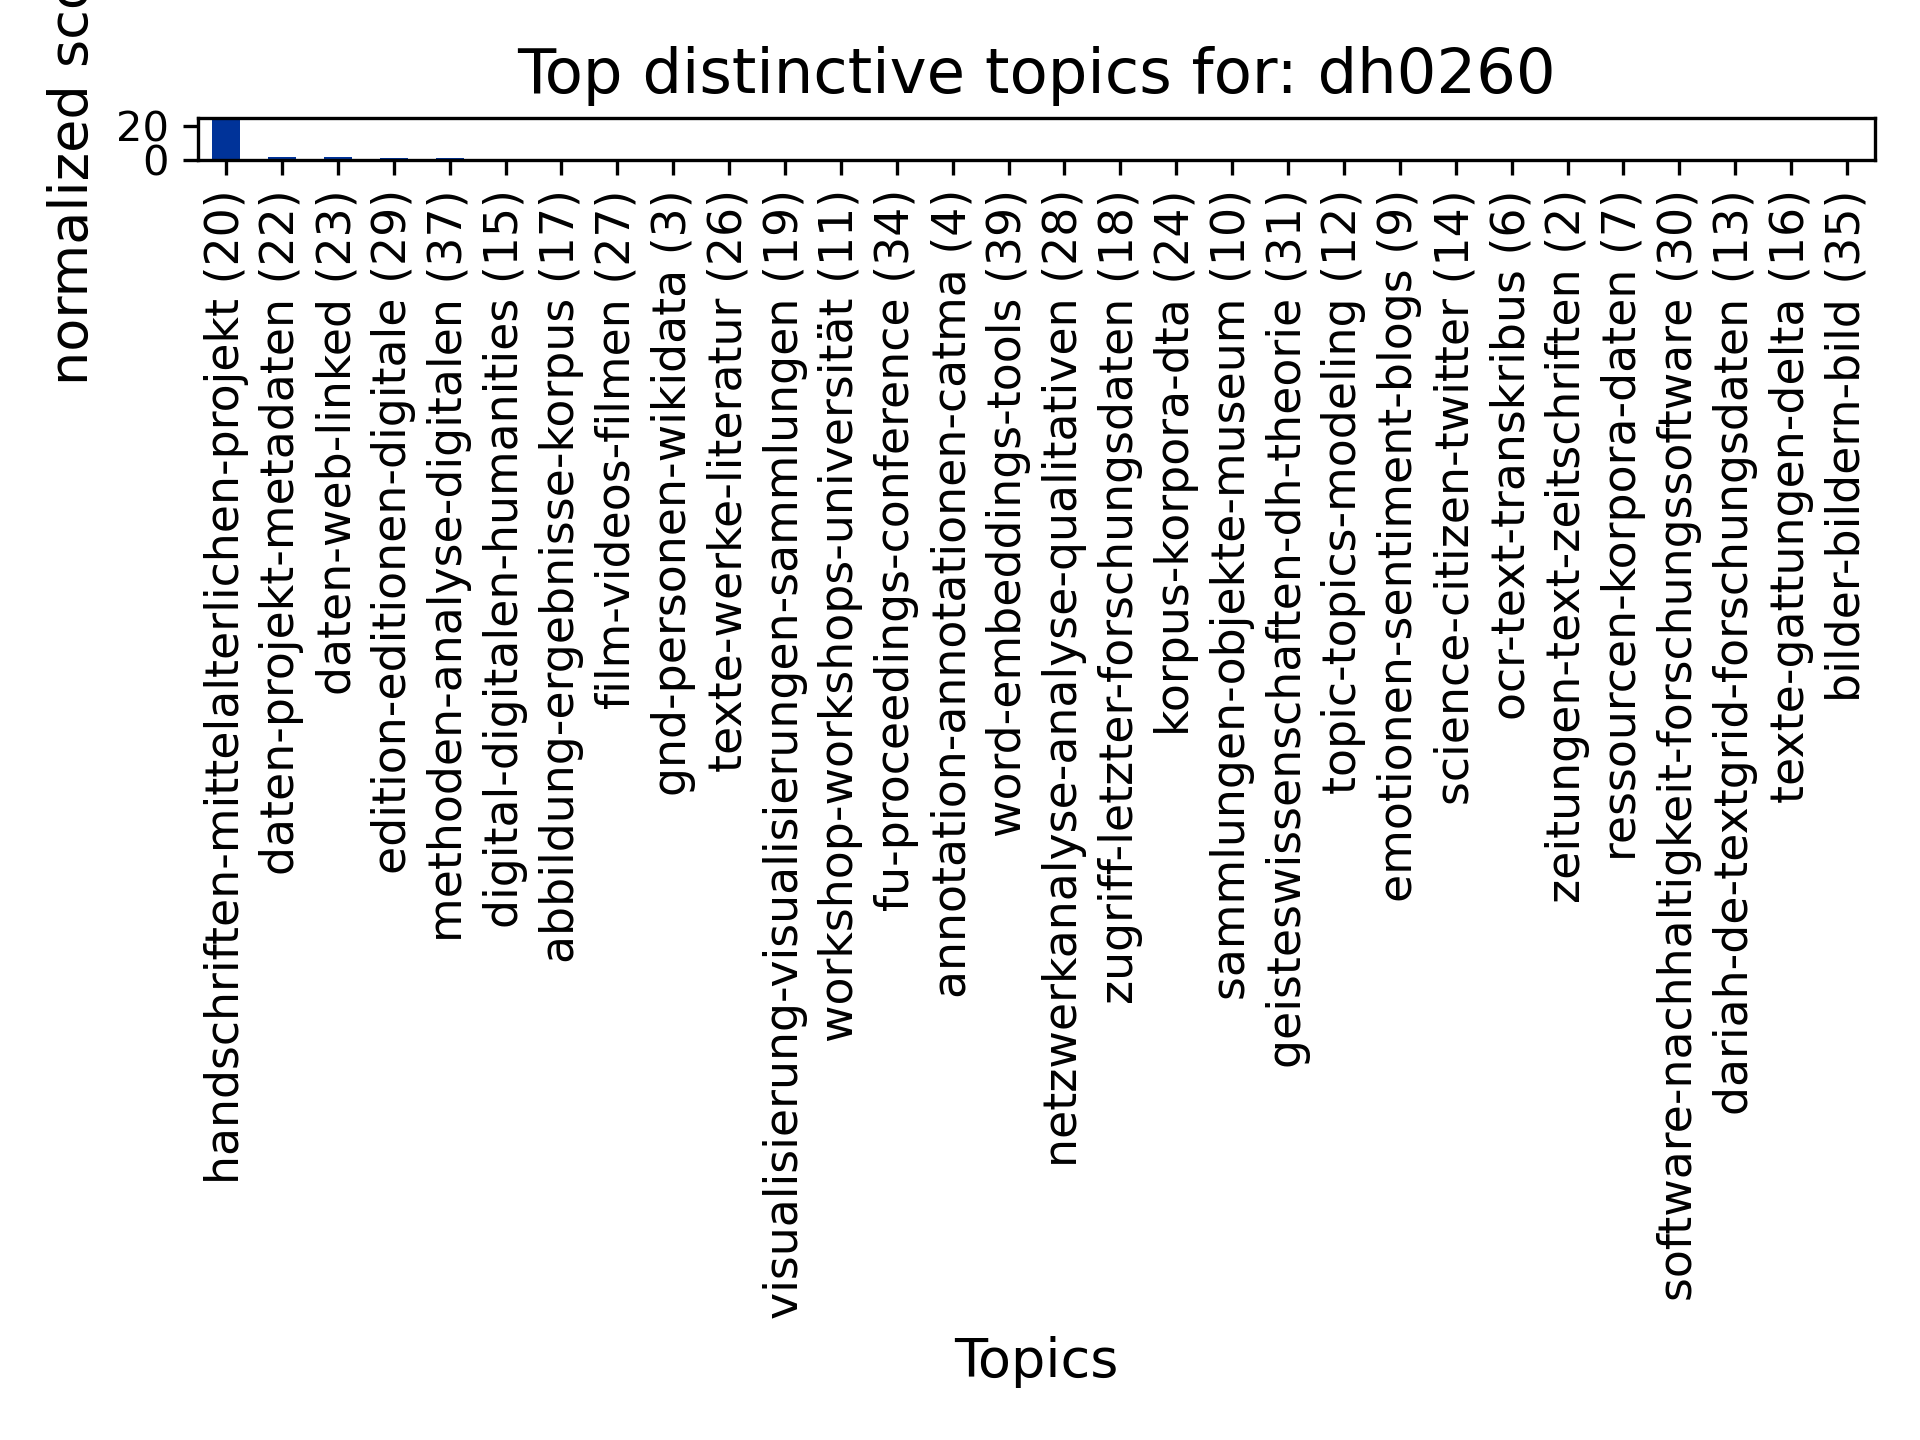 Top distinctive topics for: dh0260
normalized
20
0
handschriften-mittelalterlichen-projekt (20)
daten-projekt-metadaten (22)
daten-web-linked (23)
edition-editionen-digitale (29)
methoden-analyse-digitalen (37)
digital-digitalen-humanities (15)
abbildung-ergebnisse-korpus (17)
film-videos-filmen (27)
gnd-personen-wikidata (3)
texte-werke-literatur (26)
visualisierung-visualisierungen-sammlungen (19)
workshop-workshops-universität (11)
fu-proceedings-conference (34)
annotation-annotationen-catma (4)
word-embeddings-tools (39)
netzwerkanalyse-analyse-qualitativen (28)
zugriff-letzter-forschungsdaten (18)
korpus-korpora-dta (24)
sammlungen-objekte-museum (10)
geisteswissenschaften-dh-theorie (31)
topic-topics-modeling (12)
emotionen-sentiment-blogs (9)
science-citizen-twitter (14)
ocr-text-transkribus (6)
zeitungen-text-zeitschriften (2)
ressourcen-korpora-daten (7)
software-nachhaltigkeit-forschungssoftware (30)
dariah-de-textgrid-forschungsdaten (13)
texte-gattungen-delta (16)
bilder-bildern-bild (35)
Topics